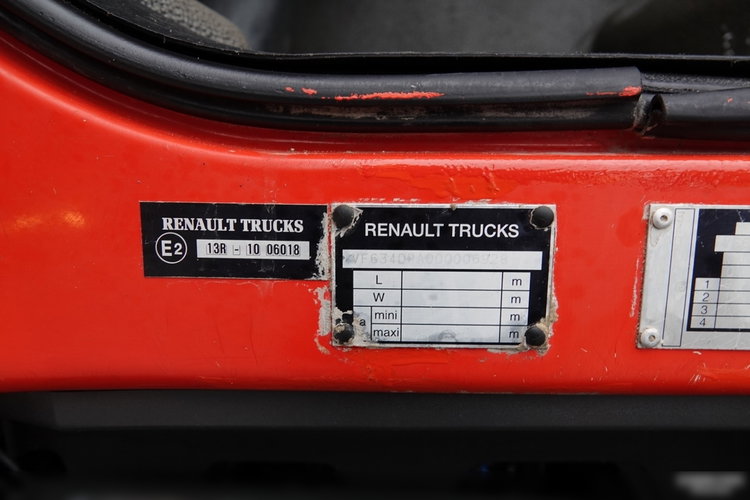 RENAULT TRUCKS
E2 13R - 10 06018
RENAULT TRUCKS
L m
W m
a mini m
maxi m
1
2
3
4